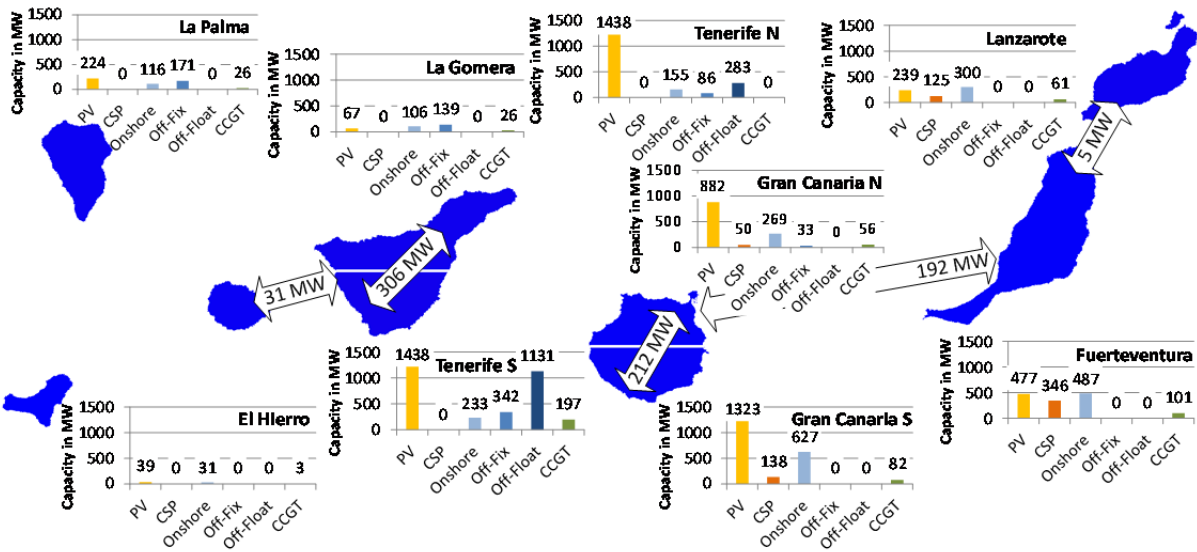 La Palma
Capacity in MW
1500
1000
500
0
224
0
116
171
0
26
PV
CSP
Onshore
Off-Fix
Off-Float
CCGT
La Gomera
Capacity in MW
1500
1000
500
0
67
0
106
139
0
26
PV
CSP
Onshore
Off-Fix
Off-Float
CCGT
Tenerife N
Capacity in MW
1500
1000
500
0
1438
0
155
86
283
0
PV
CSP
Onshore
Off-Fix
Off-Float
CCGT
Lanzarote
Capacity in MW
1500
1000
500
0
239
125
300
0
0
61
PV
CSP
Onshore
Off-Fix
Off-Float
CCGT
5 MW
Gran Canaria N
Capacity in MW
1500
1000
500
0
882
50
269
33
0
56
PV
CSP
Onshore
Off-Fix
Off-Float
CCGT
192 MW
306 MW
31 MW
212 MW
Tenerife S
Capacity in MW
1500
1000
500
0
1438
0
233
342
1131
197
PV
CSP
Onshore
Off-Fix
Off-Float
CCGT
Fuerteventura
Capacity in MW
1500
1000
500
0
477
346
487
0
0
101
PV
CSP
Onshore
Off-Fix
Off-Float
CCGT
El Hierro
Capacity in MW
1500
1000
500
0
39
0
31
0
0
3
PV
CSP
Onshore
Off-Fix
Off-Float
CCGT
Gran Canaria S
Capacity in MW
1500
1000
500
0
1323
138
627
0
0
82
PV
CSP
Onshore
Off-Fix
Off-Float
CCGT